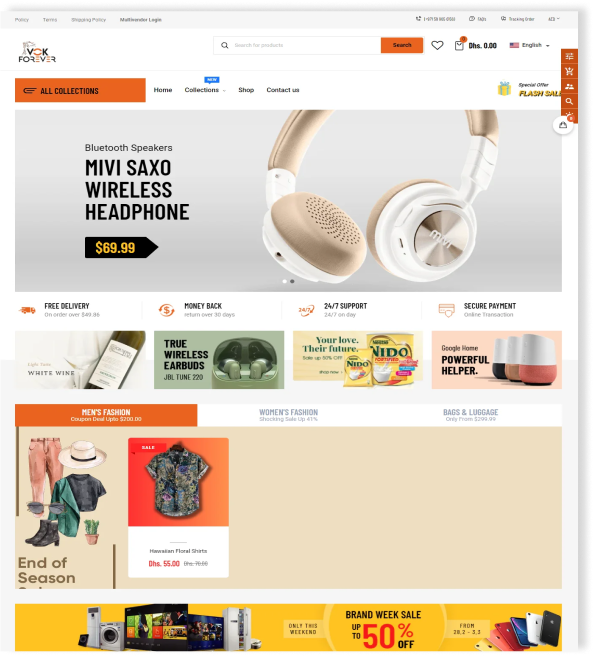 Policy Terms Shipping Policy Multivendor Login
FAQs Tracking Order AED
VOK
FOREVER
Search for products
Search
0
Dhs. 0.00
English
ALL COLLECTIONS
Home Collections Shop Contact us
NEW
Special Offer
FLASH SAL
Bluetooth Speakers
MIVI SAXO
WIRELESS
HEADPHONE
$69.99
mivi
FREE DELIVERY
On order over $49.86
MONEY BACK
return over 30 days
24/7
24/7 SUPPORT
24/7 on day
SECURE PAYMENT
Online Transaction
WHITE WINE
TRUE
WIRELESS
EARBUDS
JBL TUNE 220
Your love.
Their future.
Sale up 50% OFF
Shop now
NIDO
FORTIFIED
NIDO
Google Home
POWERFUL
HELPER.
MEN'S FASHION
Coupon Deal Upto $200.00
WOMEN'S FASHION
Shocking Sale Up 41%
BAGS & LUGGAGE
Only From $299.99
SALE
Hawaiian Floral Shirts
Dhs. 55.00 Dhs. 70.00
End of
Season
ONLY THIS
WEEKEND
BRAND WEEK SALE
UP
TO
50%
OFF
FROM
28.2 - 3.3